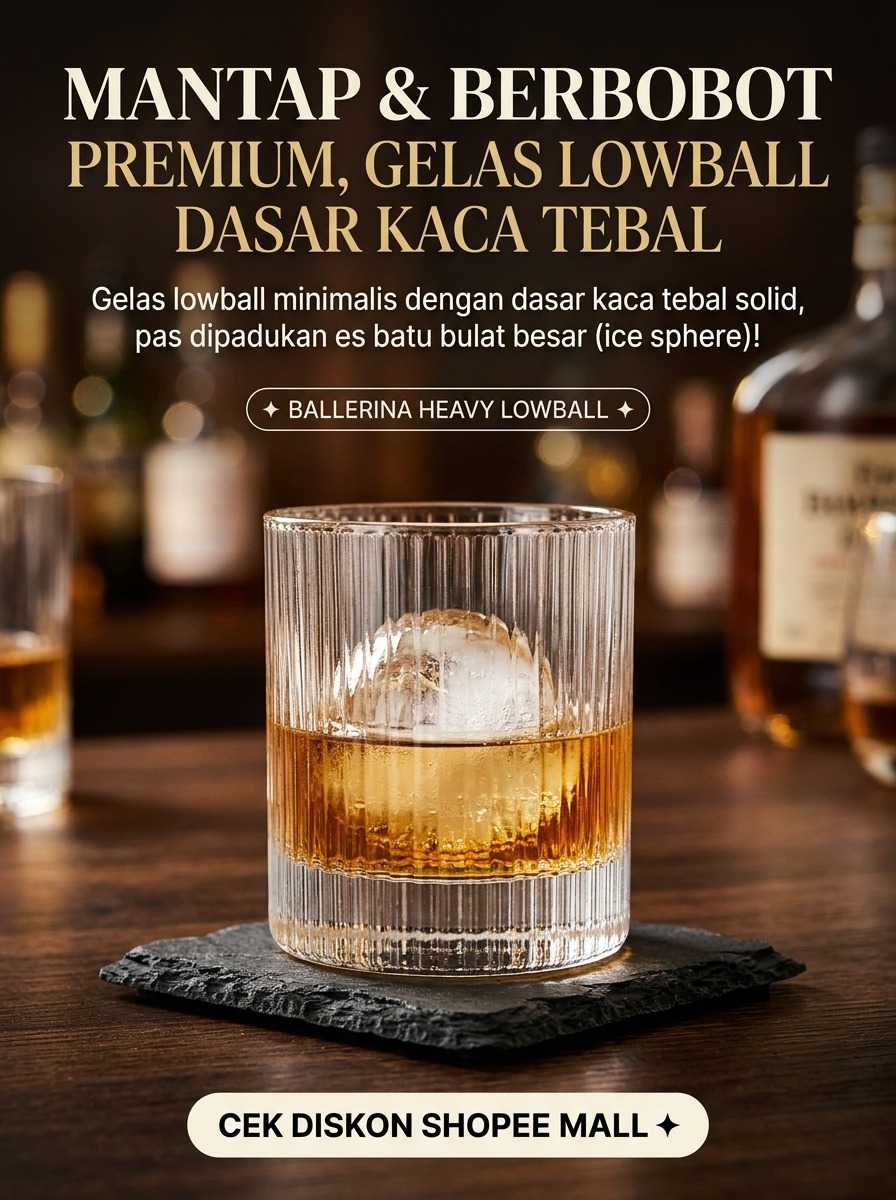 MANTAP & BERBOBOT
PREMIUM, GELAS LOWBALL
DASAR KACA TEBAL
Gelas lowball minimalis dengan dasar kaca tebal solid,
pas dipadukan es batu bulat besar (ice sphere)!
✦ BALLERINA HEAVY LOWBALL ✦
CEK DISKON SHOPEE MALL ✦